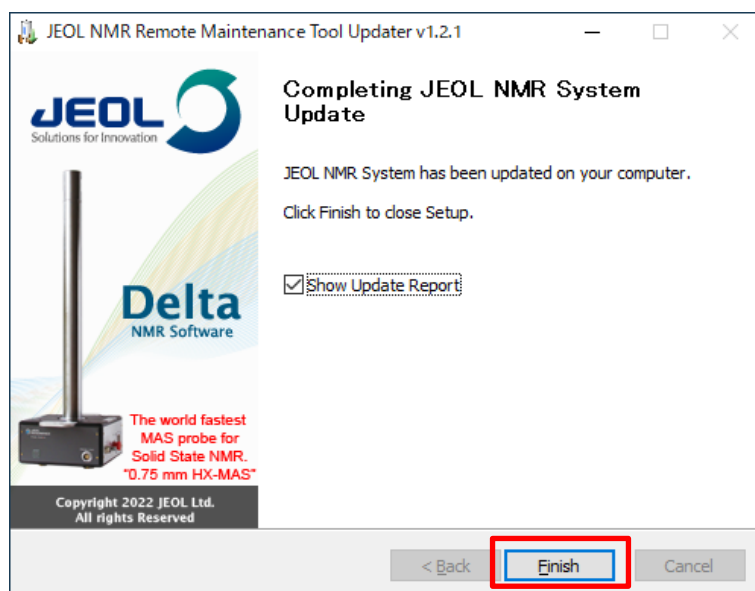 JEOL NMR Remote Maintenance Tool Updater v1.2.1
JEOL
Solutions for Innovation
Delta
NMR Software
The world fastest
MAS probe for
Solid State NMR.
"0.75 mm HX-MAS"
Copyright 2022 JEOL Ltd.
All rights Reserved
Completing JEOL NMR System
Update
JEOL NMR System has been updated on your computer.
Click Finish to close Setup.
Show Update Report
< Back
Finish
Cancel